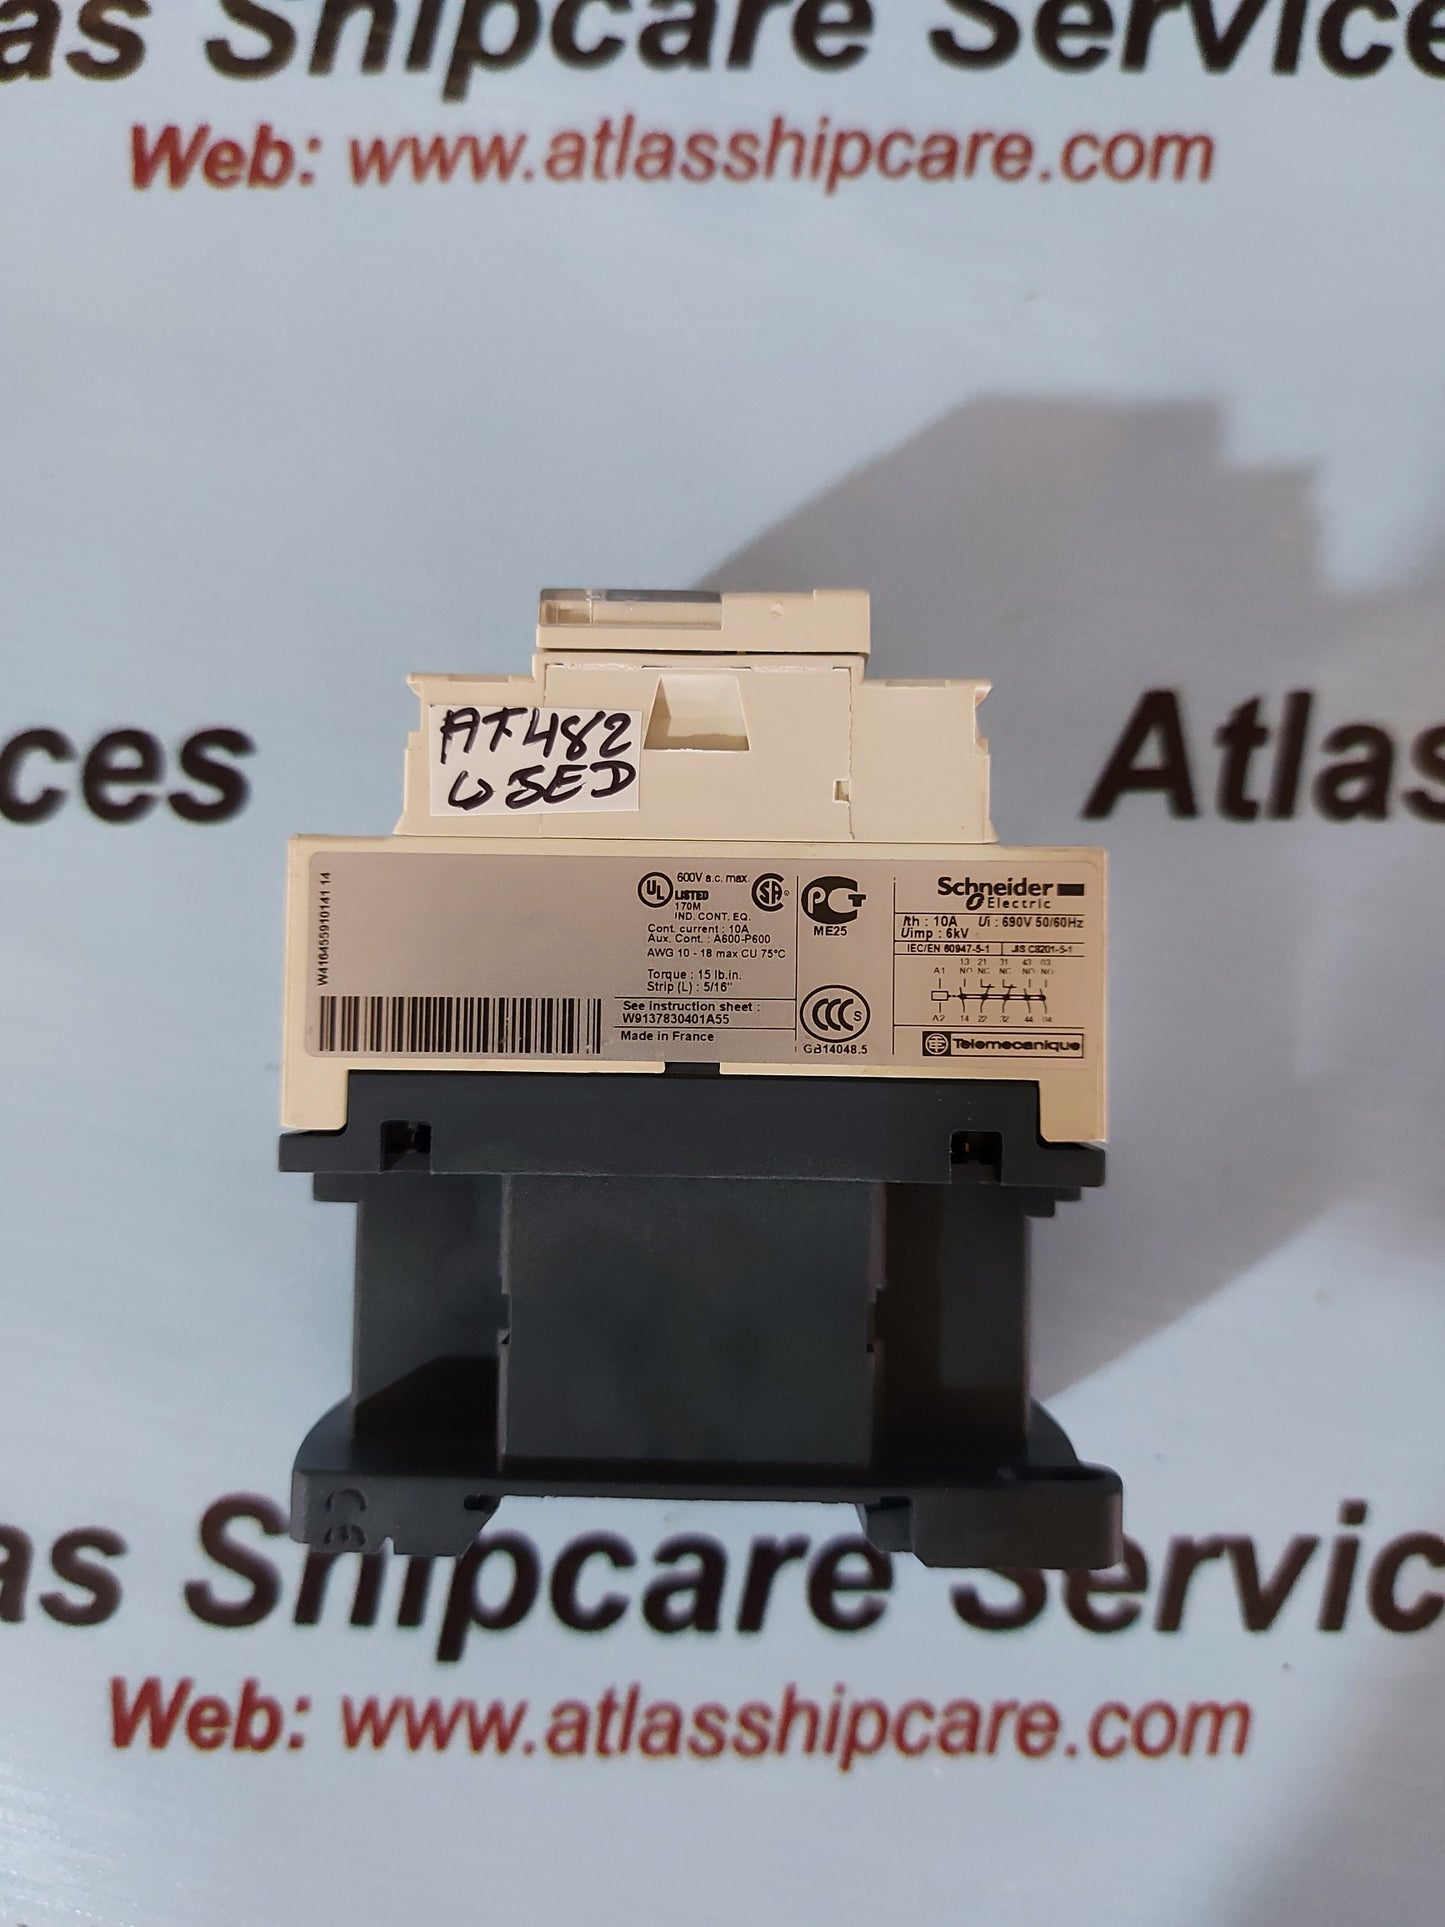 as Shipcare Service
Web: www.atlasshipcare.com
ces
Atlas
AT482
USED
W416455910141 14
UL
600V a.c. max.
LISTED
170M
IND. CONT. EQ.
SA
Cont. current : 10A
Aux. Cont. : A600-P600
AWG 10 - 18 max CU 75°C
Torque : 15 lb.in.
Strip (L) : 5/16"
See instruction sheet :
W9137830401A55
Made in France
PCT
ME25
CCC S
GB14048.5
Schneider
Electric
Ith : 10A Ui : 690V 50/60Hz
Uimp : 6kV
IEC/EN 60947-5-1 JIS C8201-5-1
13 21 31 43
A1 NO NC NC NO NO
A2 14 22 32 44
Telemecanique
as Shipcare Servic
Web: www.atlasshipcare.com